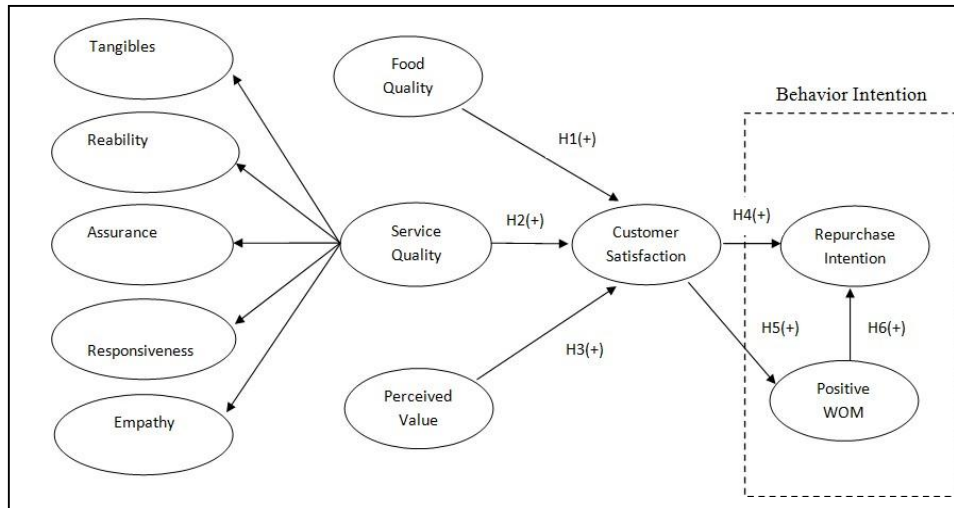 Tangibles
Reability
Assurance
Responsiveness
Empathy
Food
Quality
Service
Quality
Perceived
Value
H1(+)
H2(+)
H3(+)
Customer
Satisfaction
Behavior Intention
H4(+)
Repurchase
Intention
H5(+)
H6(+)
Positive
WOM